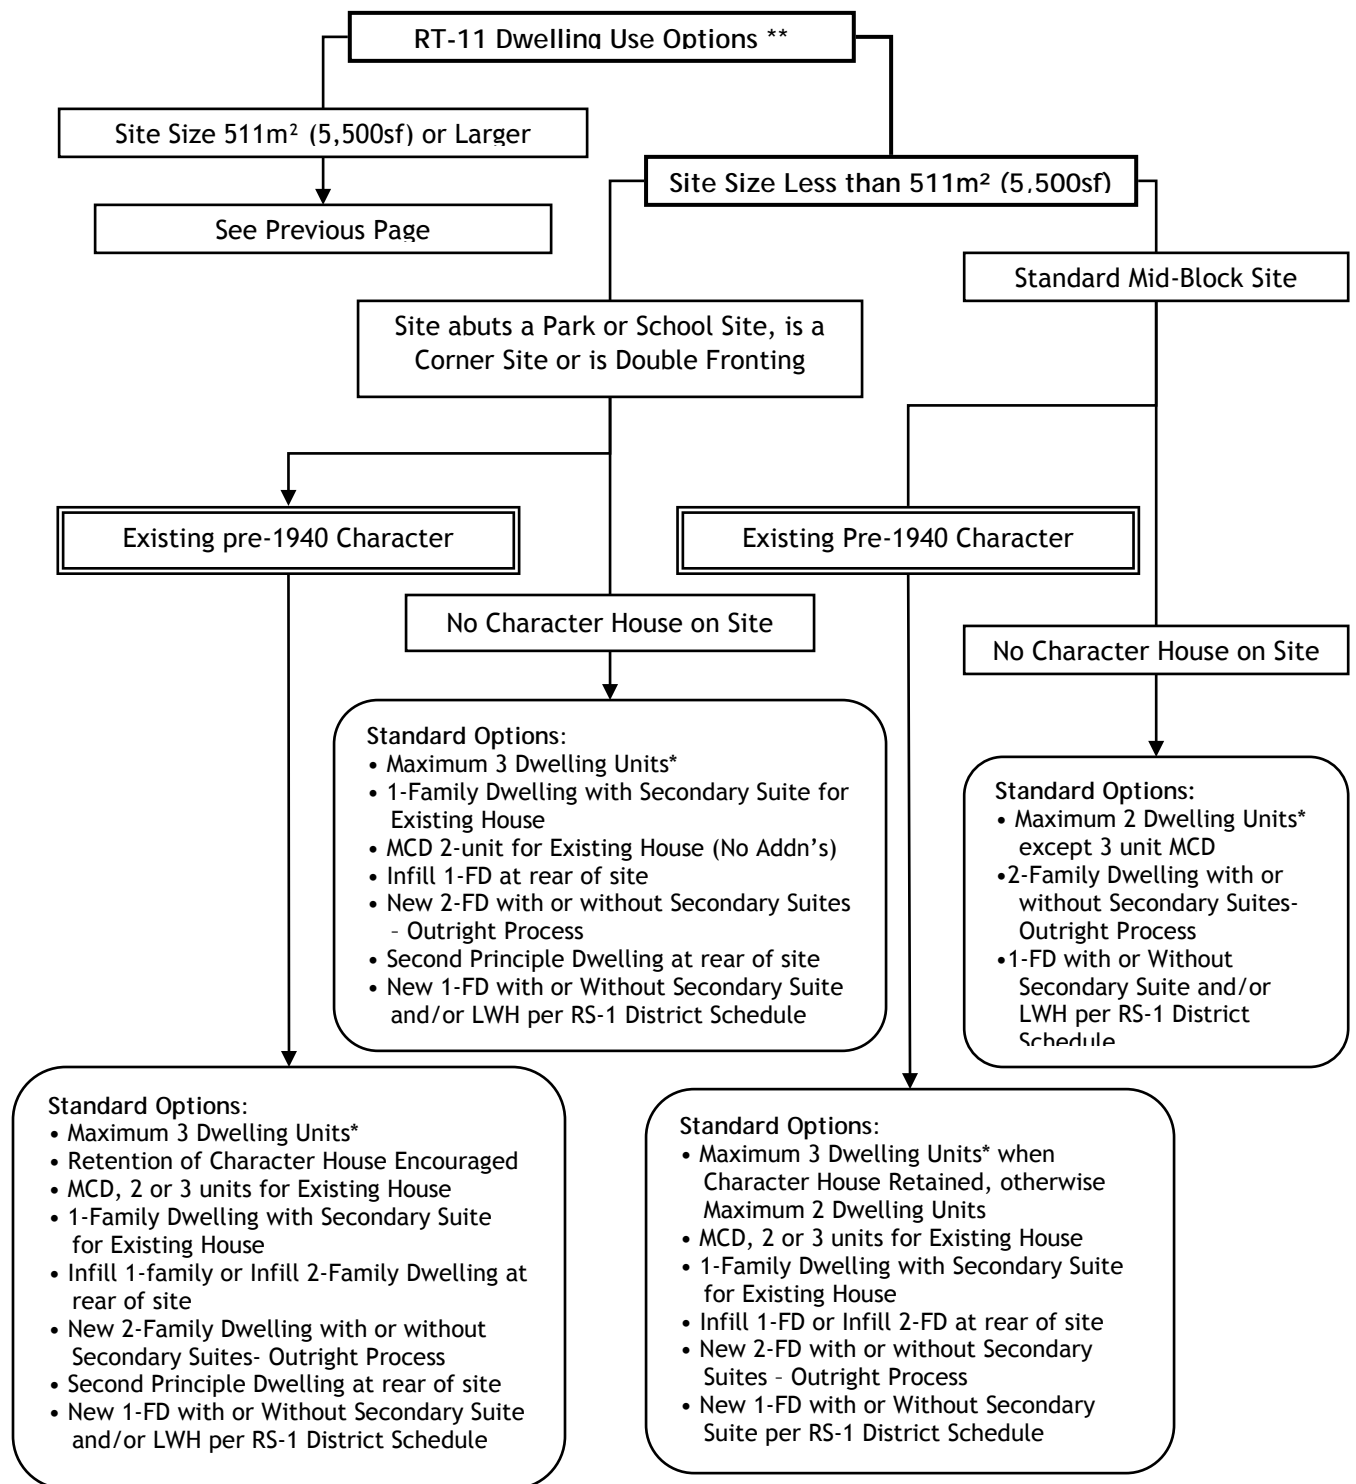 RT-11 Dwelling Use Options **
Site Size 511m² (5,500sf) or Larger
See Previous Page
Site Size Less than 511m² (5,500sf)
Site abuts a Park or School Site, is a
Corner Site or is Double Fronting
Standard Mid-Block Site
Existing pre-1940 Character
Existing Pre-1940 Character
No Character House on Site
No Character House on Site
Standard Options:
• Maximum 3 Dwelling Units*
• 1-Family Dwelling with Secondary Suite for
Existing House
• MCD 2-unit for Existing House (No Addn's)
• Infill 1-FD at rear of site
• New 2-FD with or without Secondary Suites
– Outright Process
• Second Principle Dwelling at rear of site
• New 1-FD with or Without Secondary Suite
and/or LWH per RS-1 District Schedule
Standard Options:
• Maximum 2 Dwelling Units*
except 3 unit MCD
•2-Family Dwelling with or
without Secondary Suites-
Outright Process
•1-FD with or Without
Secondary Suite and/or
LWH per RS-1 District
Schedule
Standard Options:
• Maximum 3 Dwelling Units*
• Retention of Character House Encouraged
• MCD, 2 or 3 units for Existing House
• 1-Family Dwelling with Secondary Suite
for Existing House
• Infill 1-family or Infill 2-Family Dwelling at
rear of site
• New 2-Family Dwelling with or without
Secondary Suites- Outright Process
• Second Principle Dwelling at rear of site
• New 1-FD with or Without Secondary Suite
and/or LWH per RS-1 District Schedule
Standard Options:
• Maximum 3 Dwelling Units* when
Character House Retained, otherwise
Maximum 2 Dwelling Units
• MCD, 2 or 3 units for Existing House
• 1-Family Dwelling with Secondary Suite
for Existing House
• Infill 1-FD or Infill 2-FD at rear of site
• New 2-FD with or without Secondary
Suites – Outright Process
• New 1-FD with or Without Secondary
Suite per RS-1 District Schedule